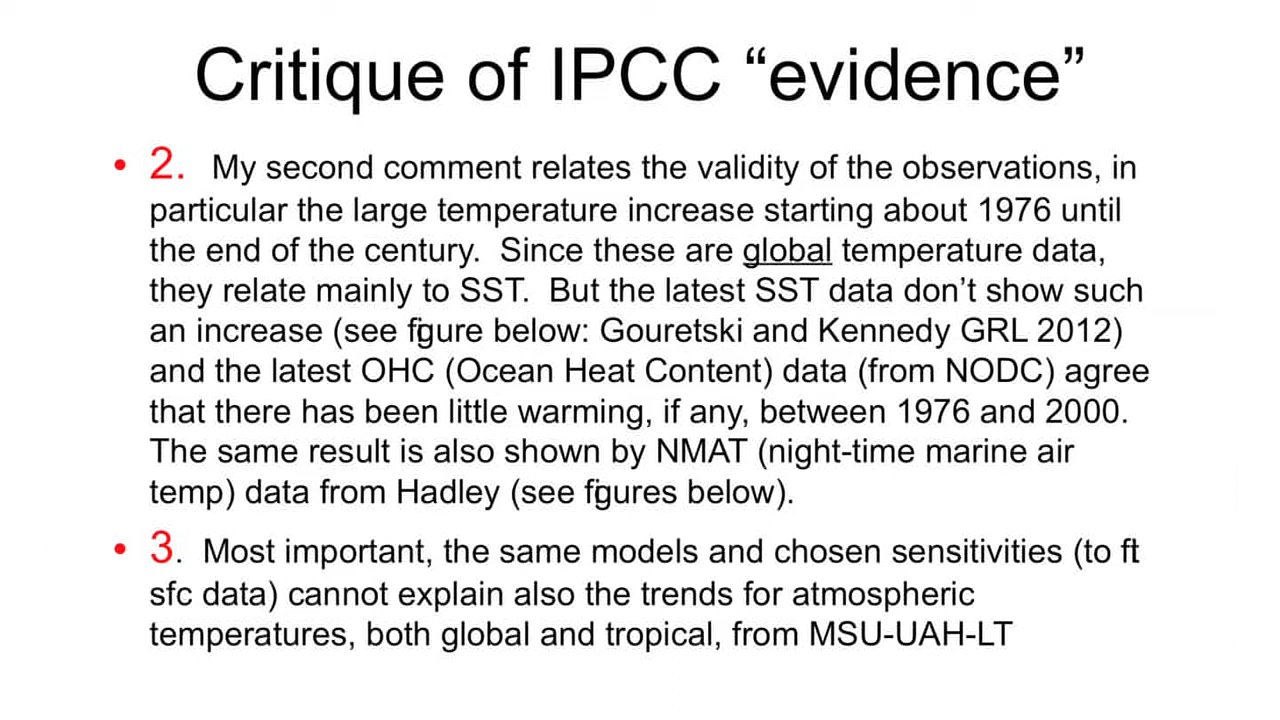 Critique of IPCC “evidence”
• 2. My second comment relates the validity of the observations, in
particular the large temperature increase starting about 1976 until
the end of the century. Since these are global temperature data,
they relate mainly to SST. But the latest SST data don’t show such
an increase (see figure below: Gouretski and Kennedy GRL 2012)
and the latest OHC (Ocean Heat Content) data (from NODC) agree
that there has been little warming, if any, between 1976 and 2000.
The same result is also shown by NMAT (night-time marine air
temp) data from Hadley (see figures below).
• 3. Most important, the same models and chosen sensitivities (to ft
sfc data) cannot explain also the trends for atmospheric
temperatures, both global and tropical, from MSU-UAH-LT